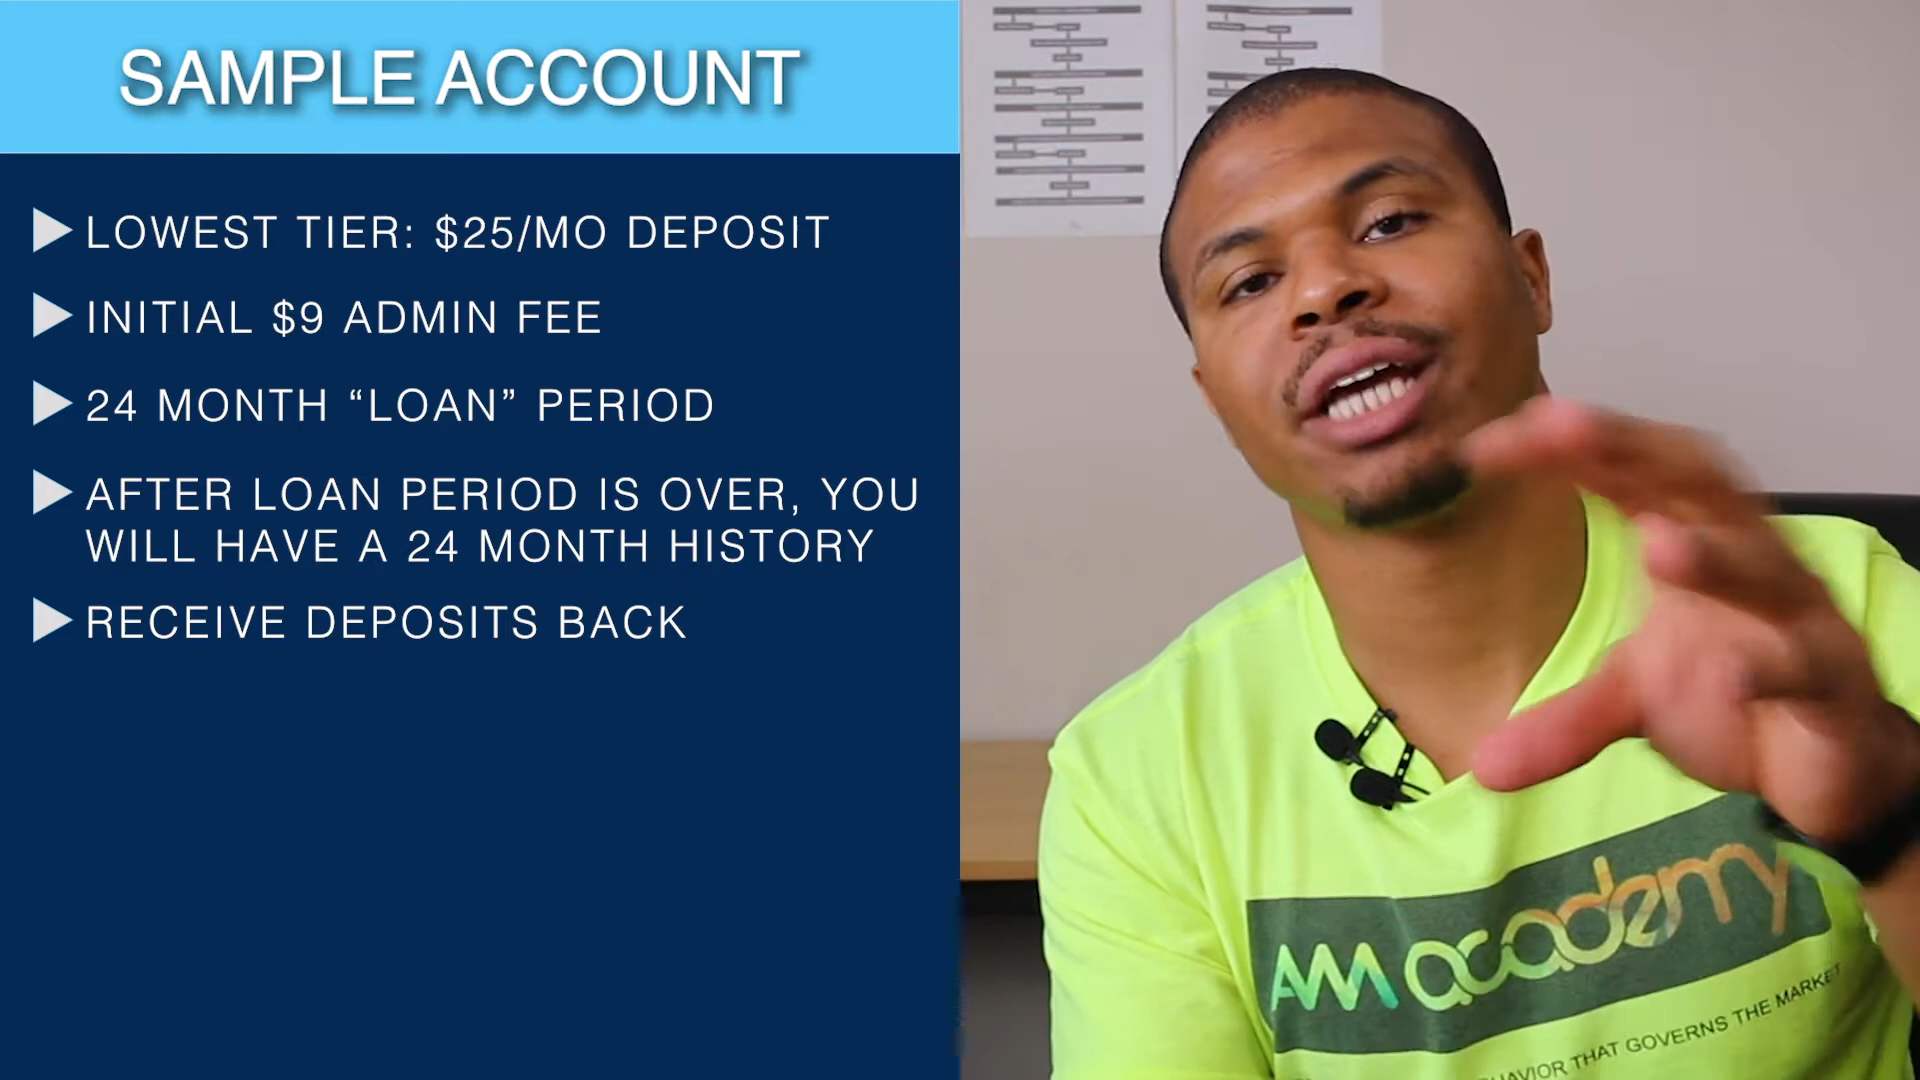 SAMPLE ACCOUNT
LOWEST TIER: $25/MO DEPOSIT
INITIAL $9 ADMIN FEE
24 MONTH “LOAN” PERIOD
AFTER LOAN PERIOD IS OVER, YOU
WILL HAVE A 24 MONTH HISTORY
RECEIVE DEPOSITS BACK
AM academy
THAT GOVERNS THE MARKET